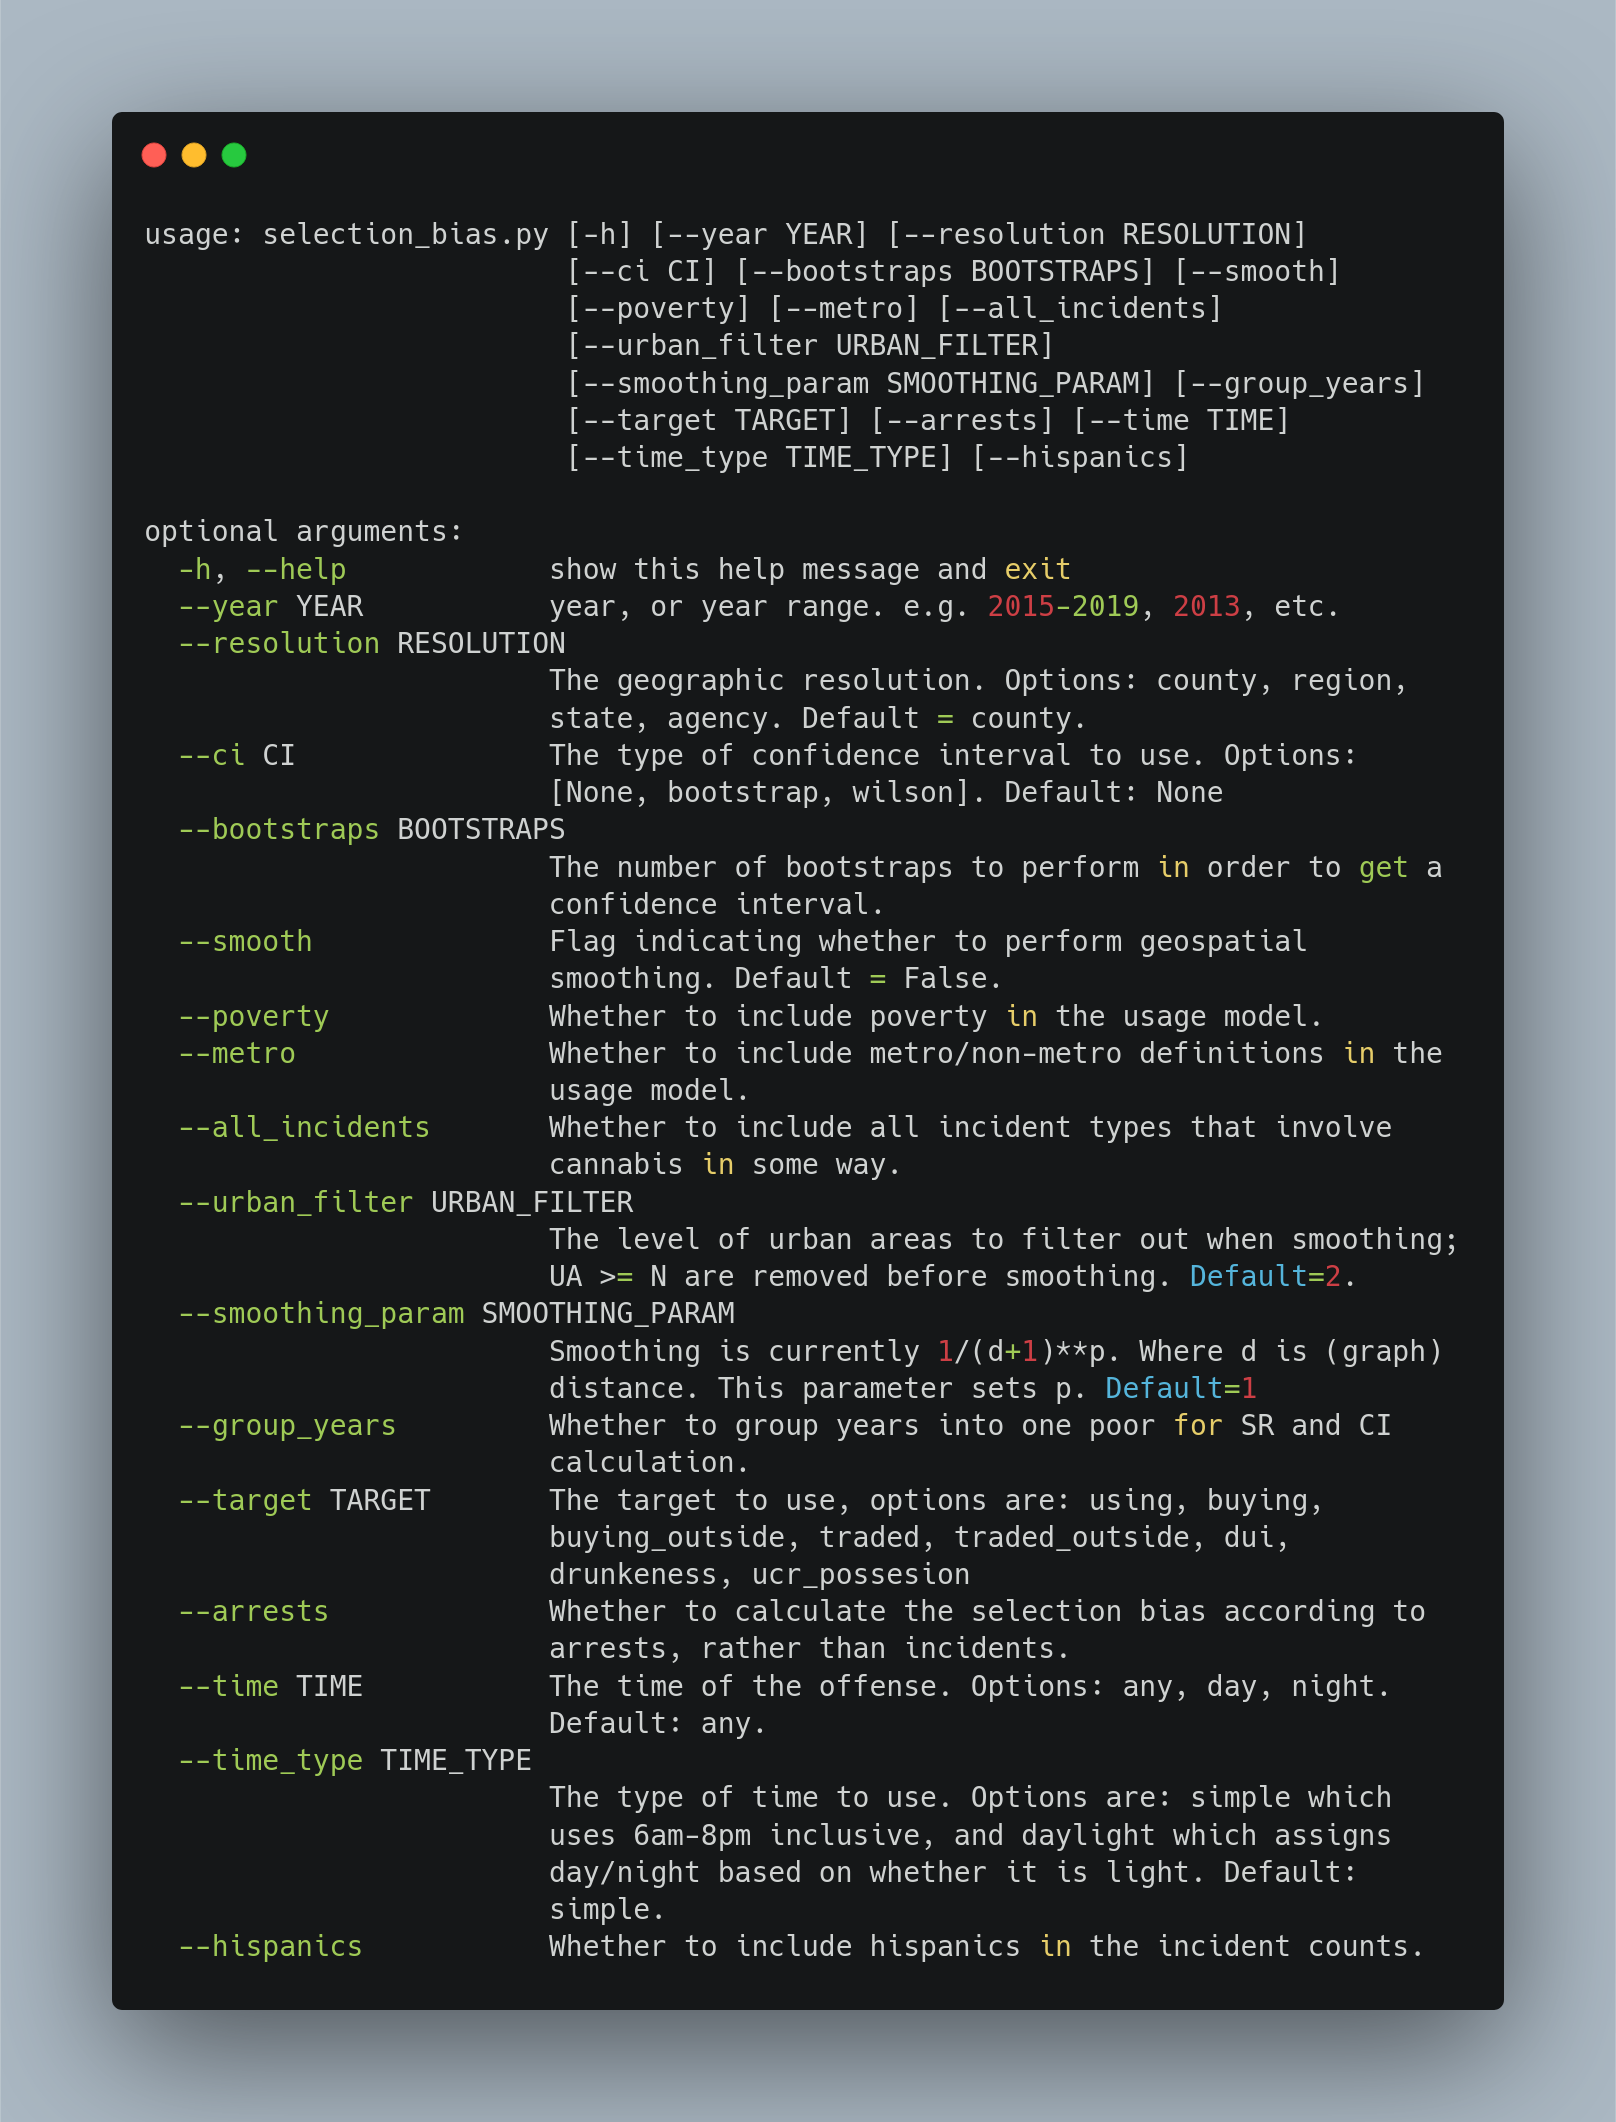 usage: selection_bias.py [-h] [--year YEAR] [--resolution RESOLUTION]
                         [--ci CI] [--bootstraps BOOTSTRAPS] [--smooth]
                         [--poverty] [--metro] [--all_incidents]
                         [--urban_filter URBAN_FILTER]
                         [--smoothing_param SMOOTHING_PARAM] [--group_years]
                         [--target TARGET] [--arrests] [--time TIME]
                         [--time_type TIME_TYPE] [--hispanics]

optional arguments:
  -h, --help            show this help message and exit
  --year YEAR           year, or year range. e.g. 2015-2019, 2013, etc.
  --resolution RESOLUTION
                        The geographic resolution. Options: county, region,
                        state, agency. Default = county.
  --ci CI               The type of confidence interval to use. Options:
                        [None, bootstrap, wilson]. Default: None
  --bootstraps BOOTSTRAPS
                        The number of bootstraps to perform in order to get a
                        confidence interval.
  --smooth              Flag indicating whether to perform geospatial
                        smoothing. Default = False.
  --poverty             Whether to include poverty in the usage model.
  --metro               Whether to include metro/non-metro definitions in the
                        usage model.
  --all_incidents       Whether to include all incident types that involve
                        cannabis in some way.
  --urban_filter URBAN_FILTER
                        The level of urban areas to filter out when smoothing;
                        UA >= N are removed before smoothing. Default=2.
  --smoothing_param SMOOTHING_PARAM
                        Smoothing is currently 1/(d+1)**p. Where d is (graph)
                        distance. This parameter sets p. Default=1
  --group_years         Whether to group years into one poor for SR and CI
                        calculation.
  --target TARGET       The target to use, options are: using, buying,
                        buying_outside, traded, traded_outside, dui,
                        drunkeness, ucr_possesion
  --arrests             Whether to calculate the selection bias according to
                        arrests, rather than incidents.
  --time TIME           The time of the offense. Options: any, day, night.
                        Default: any.
  --time_type TIME_TYPE
                        The type of time to use. Options are: simple which
                        uses 6am-8pm inclusive, and daylight which assigns
                        day/night based on whether it is light. Default:
                        simple.
  --hispanics           Whether to include hispanics in the incident counts.